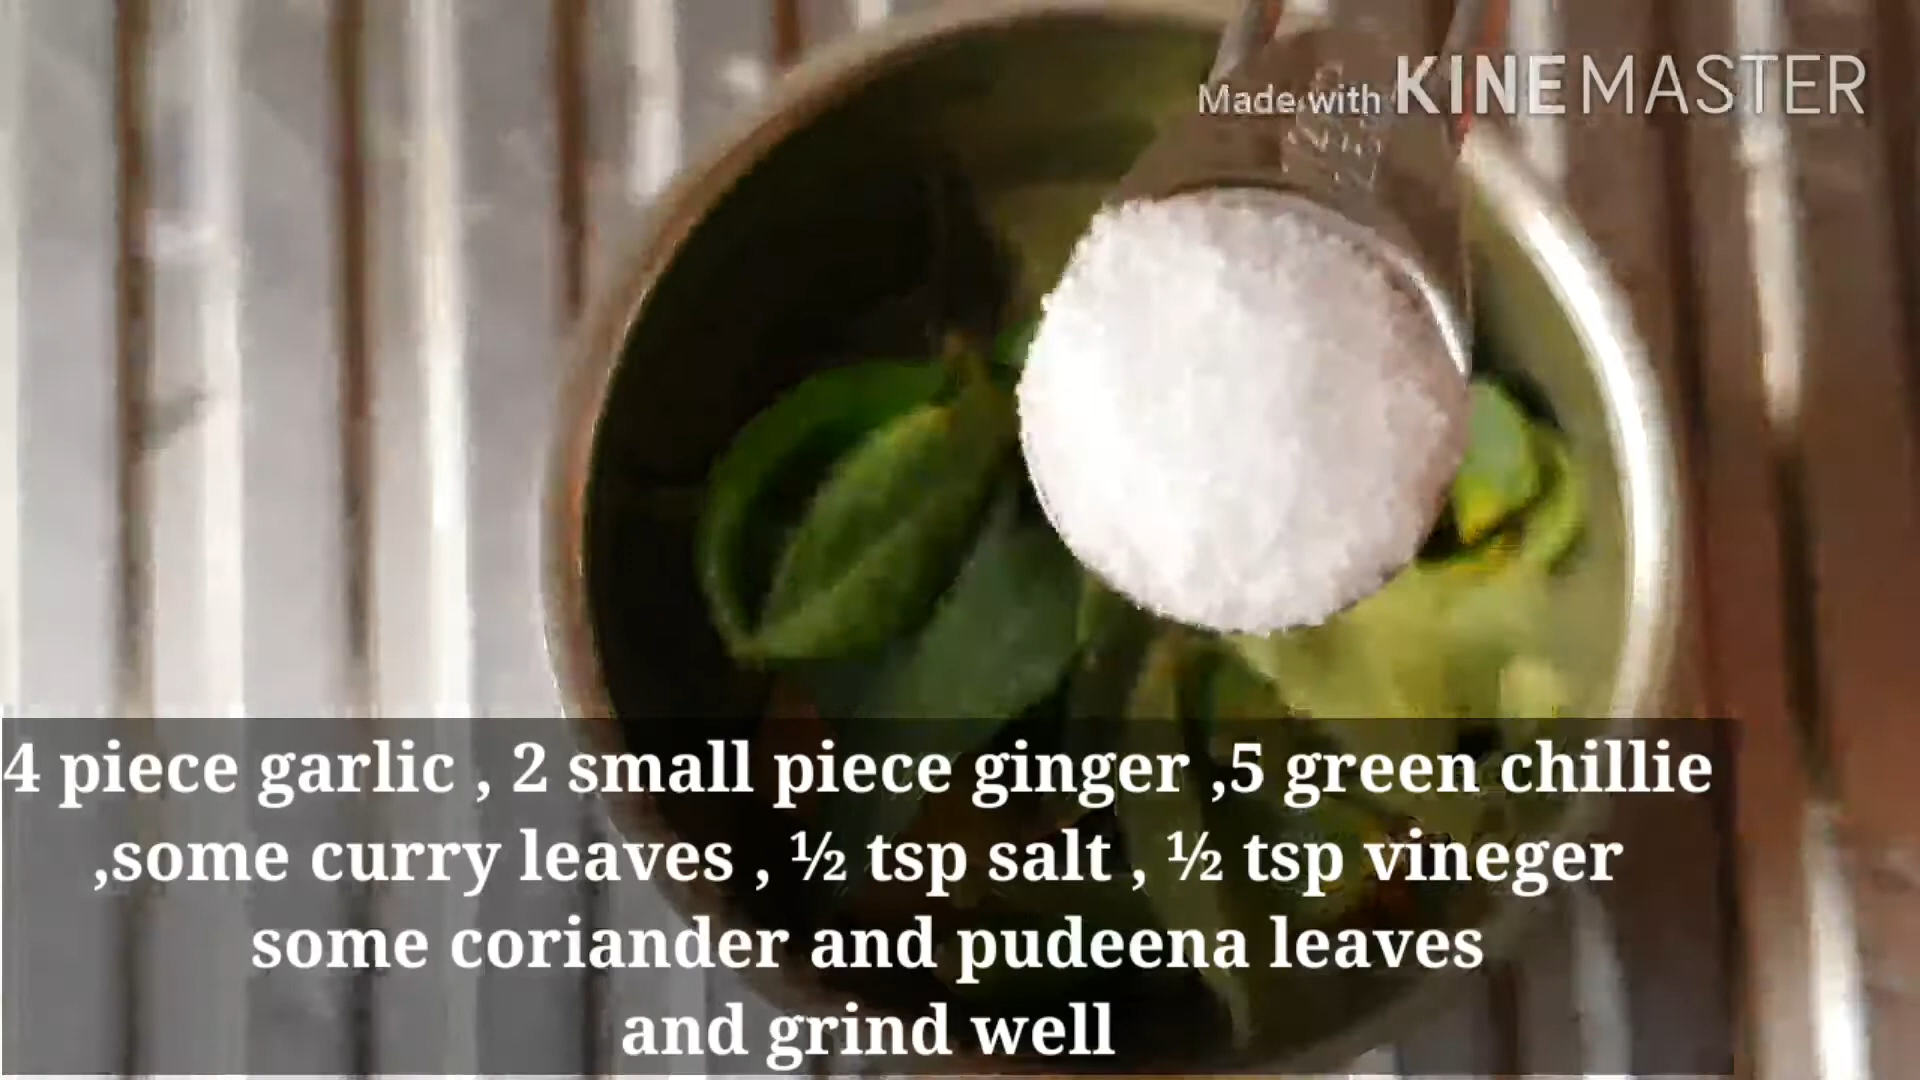 Made with KINEMASTER
4 piece garlic , 2 small piece ginger ,5 green chillie
,some curry leaves , ½ tsp salt , ½ tsp vineger
some coriander and pudeena leaves
and grind well